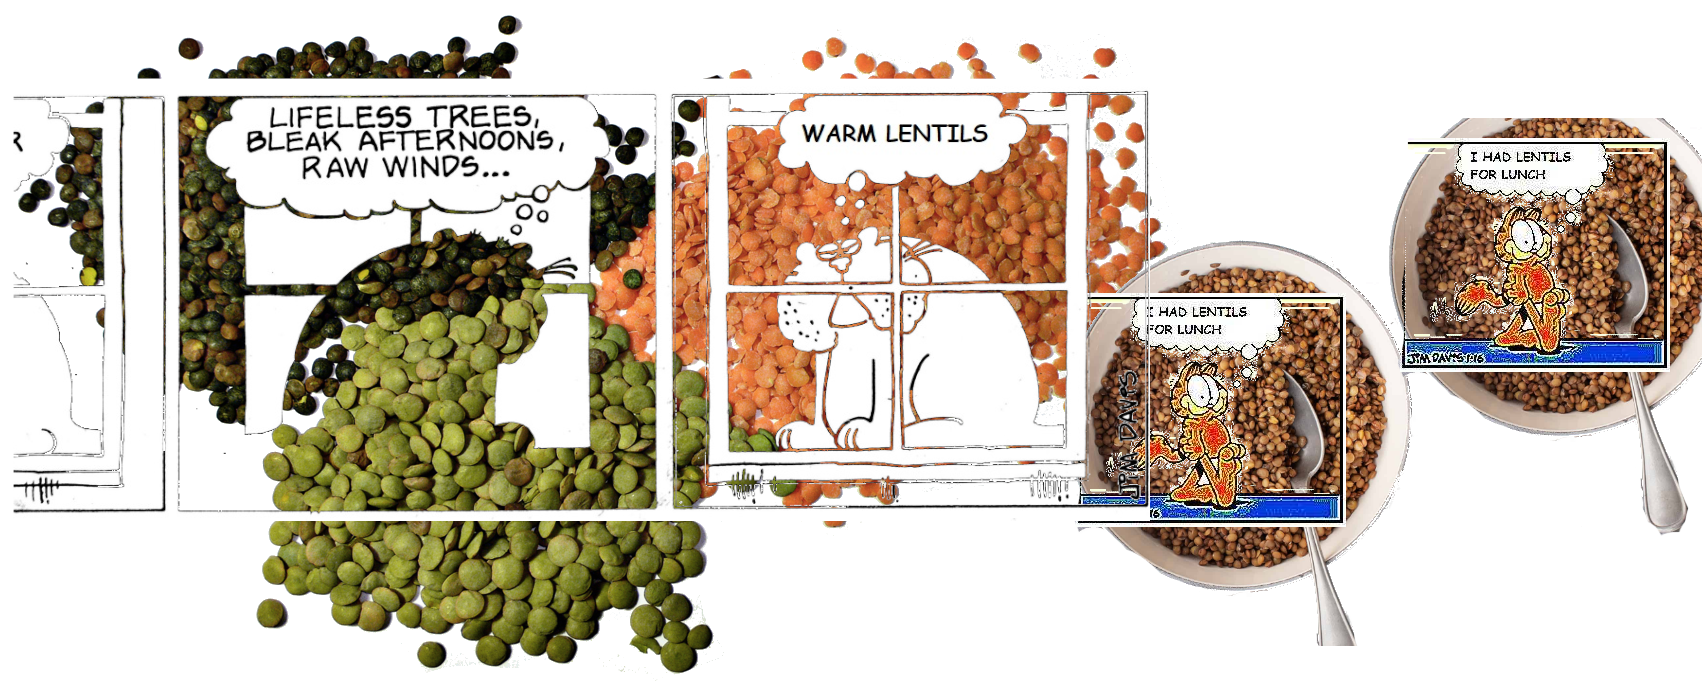 R
LIFELESS TREES,
BLEAK AFTERNOONS,
RAW WINDS...
WARM LENTILS
JIM DAVIS
I HAD LENTILS
FOR LUNCH
16
I HAD LENTILS
FOR LUNCH
JIM DAVIS 1-16